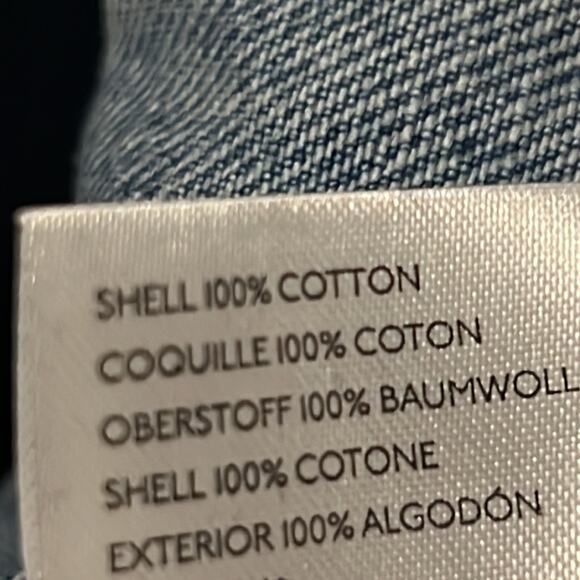 SHELL 100% COTTON
COQUILLE 100% COTON
OBERSTOFF 100% BAUMWOLL
SHELL 100% COTONE
EXTERIOR 100% ALGODÓN